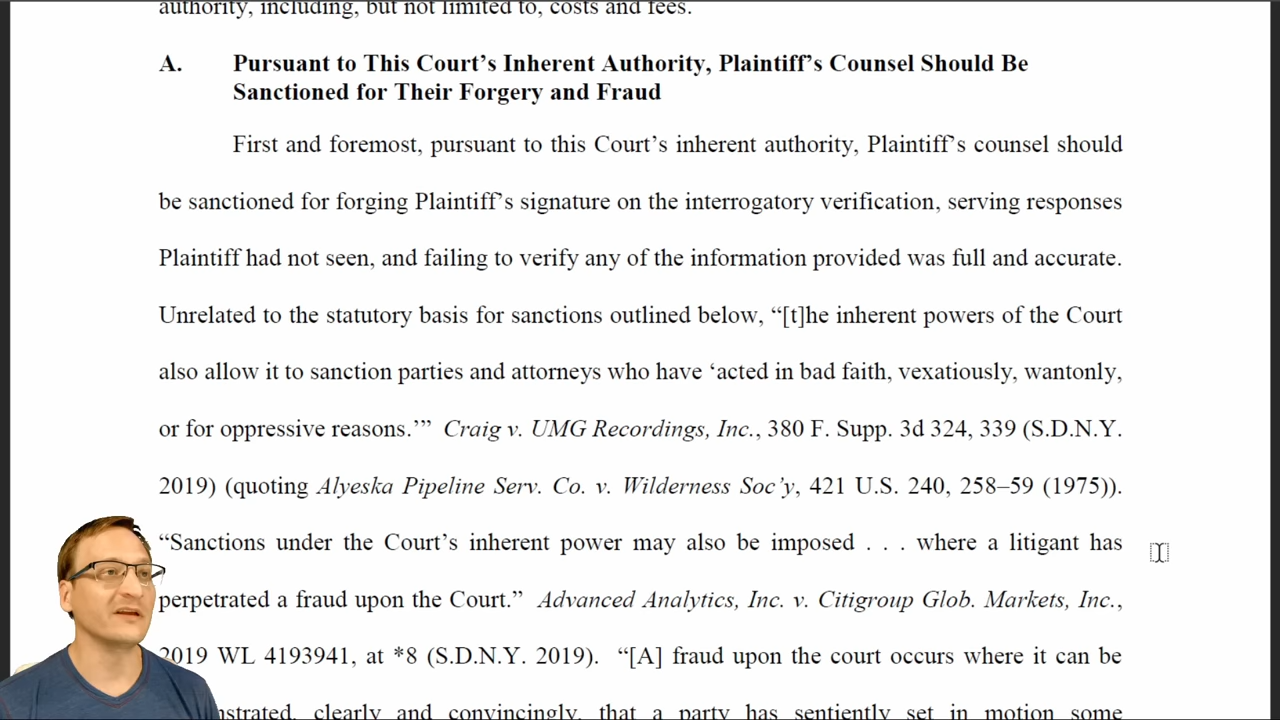 authority, including, but not limited to, costs and fees.
A. Pursuant to This Court’s Inherent Authority, Plaintiff’s Counsel Should Be
Sanctioned for Their Forgery and Fraud
First and foremost, pursuant to this Court’s inherent authority, Plaintiff’s counsel should
be sanctioned for forging Plaintiff’s signature on the interrogatory verification, serving responses
Plaintiff had not seen, and failing to verify any of the information provided was full and accurate.
Unrelated to the statutory basis for sanctions outlined below, “[t]he inherent powers of the Court
also allow it to sanction parties and attorneys who have ‘acted in bad faith, vexatiously, wantonly,
or for oppressive reasons.’” Craig v. UMG Recordings, Inc., 380 F. Supp. 3d 324, 339 (S.D.N.Y.
2019) (quoting Alyeska Pipeline Serv. Co. v. Wilderness Soc’y, 421 U.S. 240, 258–59 (1975)).
“Sanctions under the Court’s inherent power may also be imposed . . . where a litigant has
perpetrated a fraud upon the Court.” Advanced Analytics, Inc. v. Citigroup Glob. Markets, Inc.,
2019 WL 4193941, at *8 (S.D.N.Y. 2019). “[A] fraud upon the court occurs where it can be
nstrated, clearly and convincingly, that a party has sentiently set in motion some